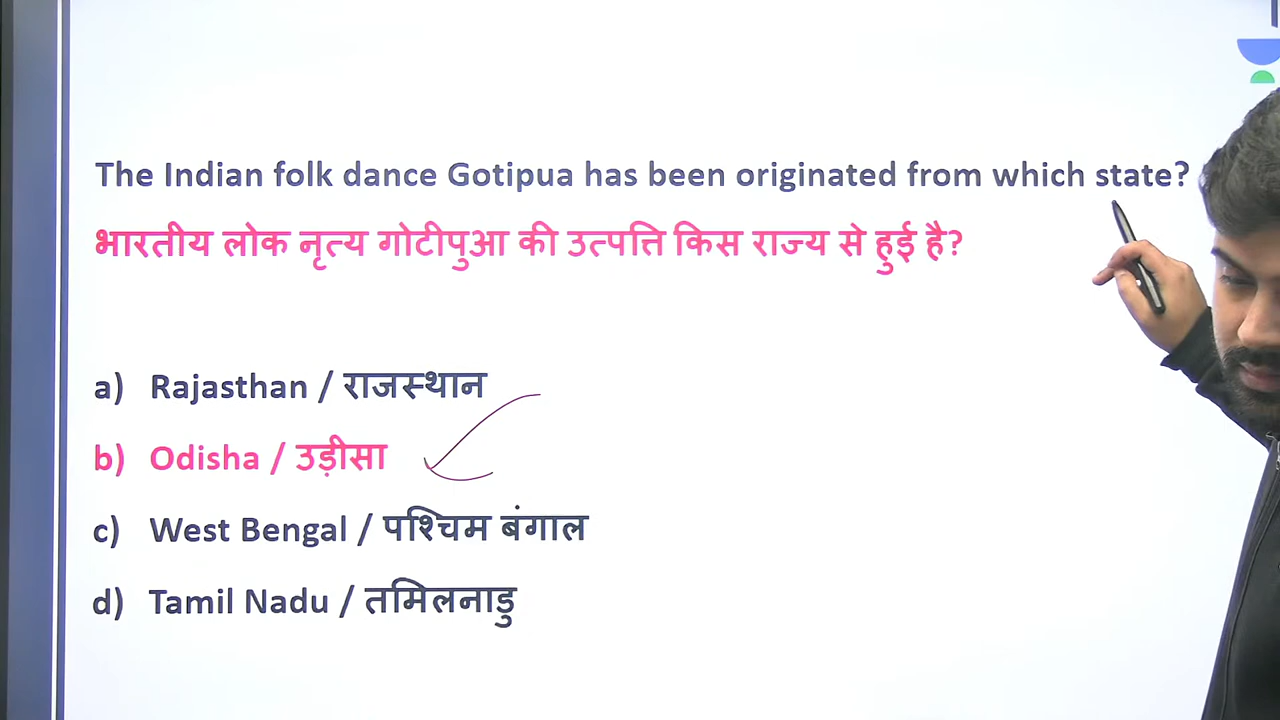 The Indian folk dance Gotipua has been originated from which state?
भारतीय लोक नृत्य गोटीपुआ की उत्पत्ति किस राज्य से हुई है?
a) Rajasthan / राजस्थान
b) Odisha / उड़ीसा
c) West Bengal / पश्चिम बंगाल
d) Tamil Nadu / तमिलनाडु